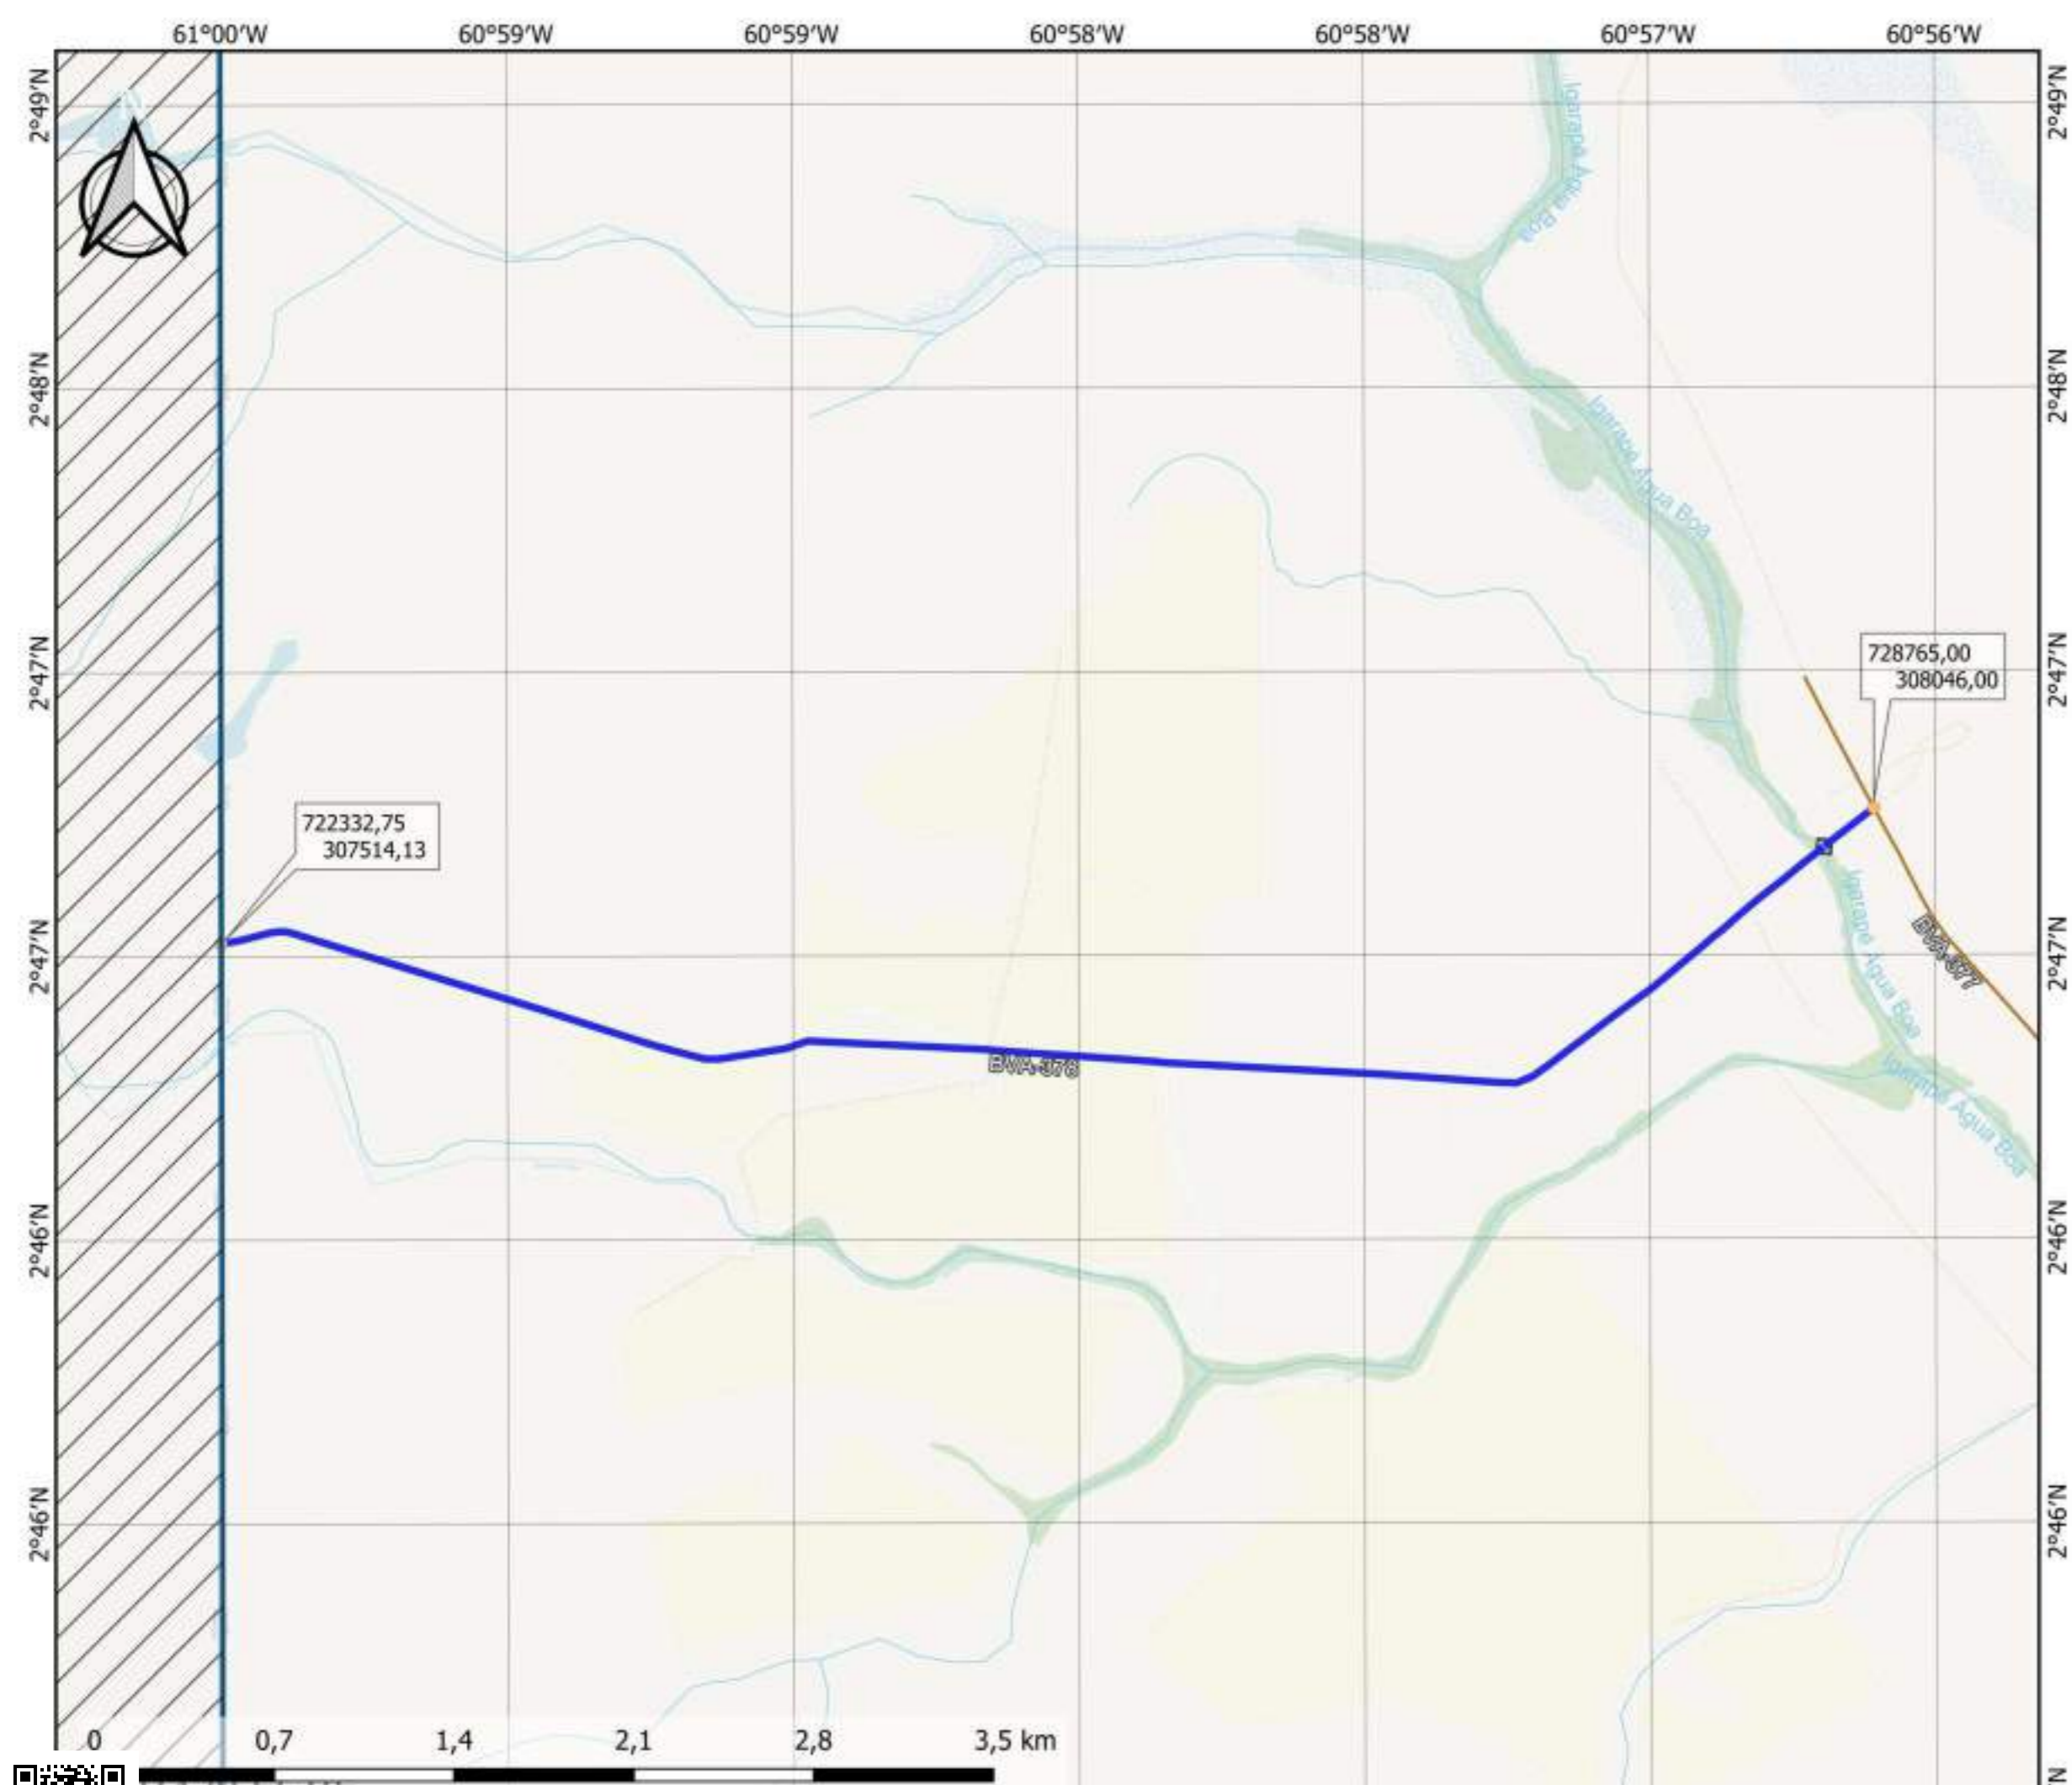 61°00'W 60°59'W 60°59'W 60°58'W 60°58'W 60°57'W 60°56'W
2°49'N
2°49'N
N
Igarapé Água Boa
2°48'N
2°48'N
Igarapé Água Boa
2°47'N
2°47'N
728765,00
308046,00
722332,75
307514,13
Igarapé Água Boa
BVA-377
2°47'N
2°47'N
BVA-378
Igarapé Água Boa
2°46'N
2°46'N
2°46'N
2°46'N
0 0,7 1,4 2,1 2,8 3,5 km